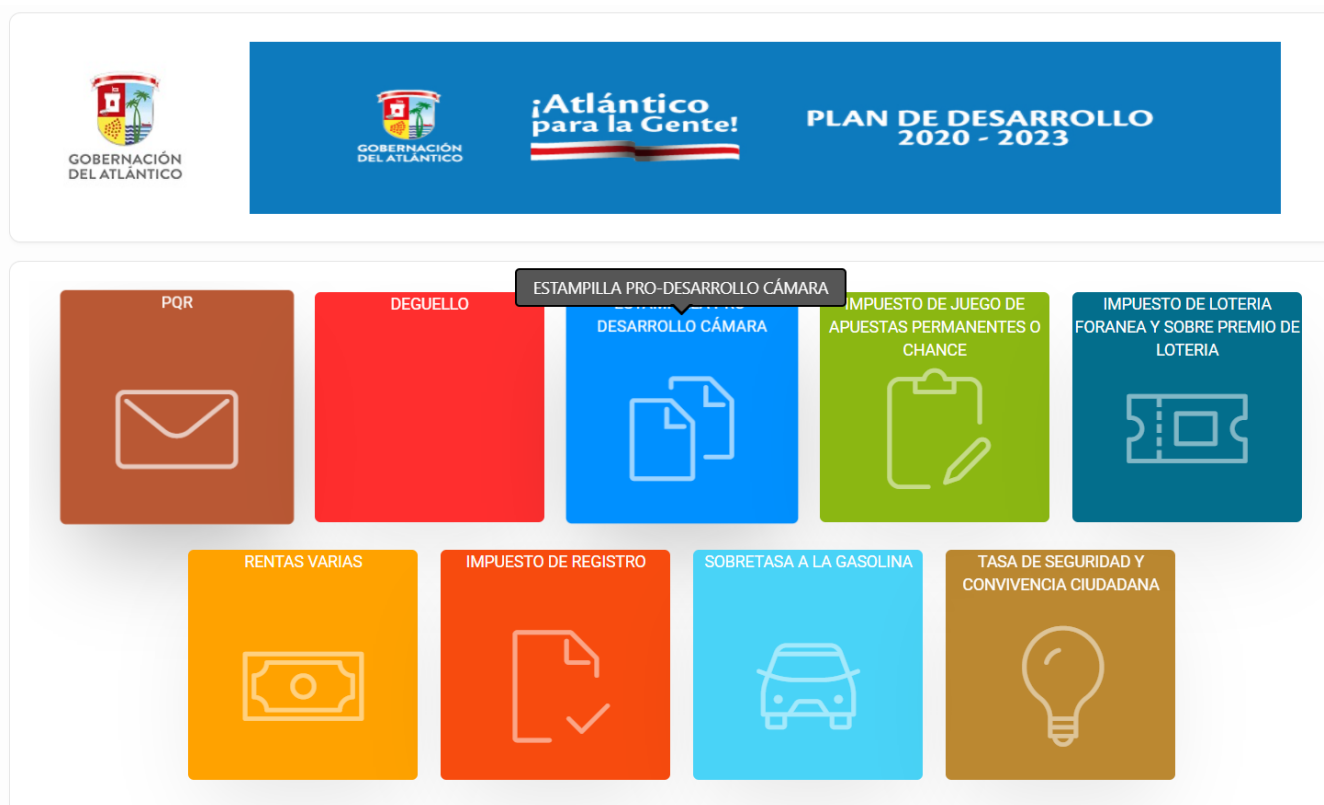 GOBERNACIÓN
DEL ATLÁNTICO
GOBERNACIÓN
DEL ATLÁNTICO
¡Atlántico
para la Gente!
PLAN DE DESARROLLO
2020 - 2023
ESTAMPILLA PRO-DESARROLLO CÁMARA
PQR
DEGUELLO
DESARROLLO CÁMARA
IMPUESTO DE JUEGO DE
APUESTAS PERMANENTES O
CHANCE
IMPUESTO DE LOTERIA
FORANEA Y SOBRE PREMIO DE
LOTERIA
RENTAS VARIAS
IMPUESTO DE REGISTRO
SOBRETASA A LA GASOLINA
TASA DE SEGURIDAD Y
CONVIVENCIA CIUDADANA